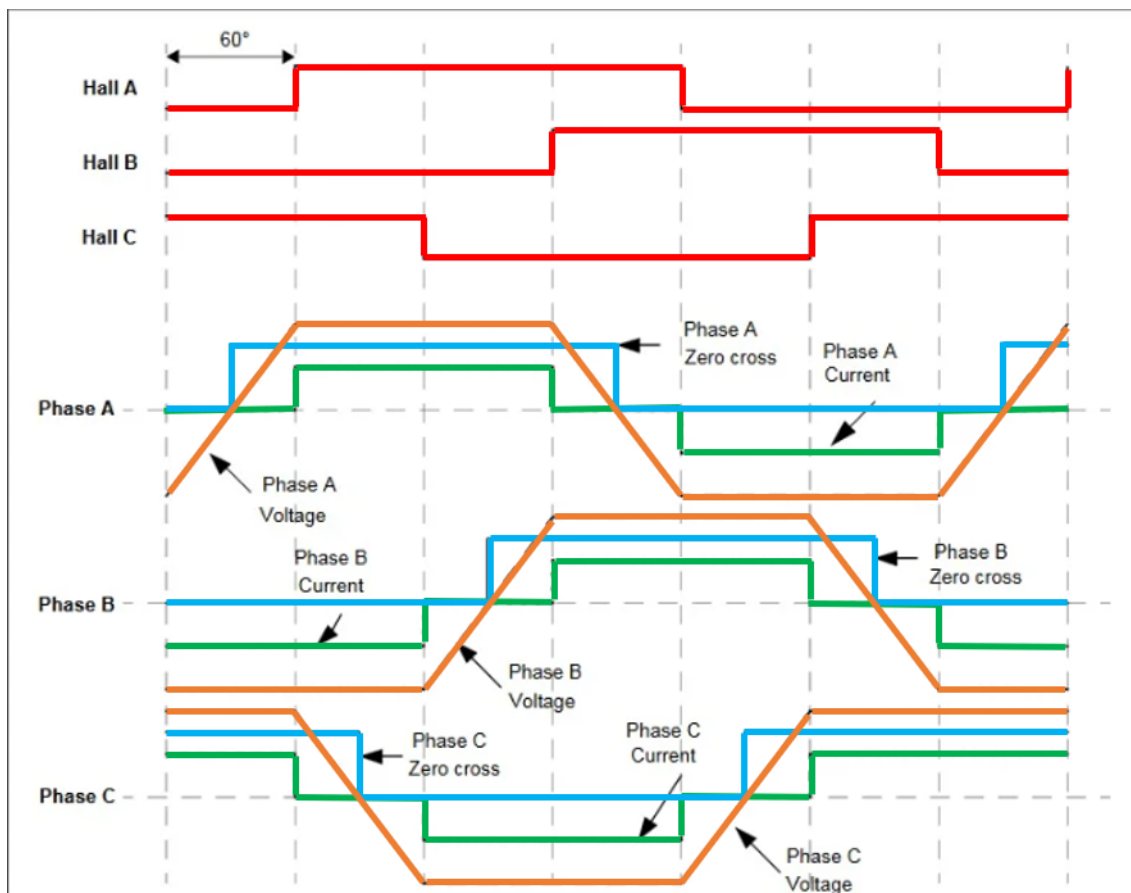 60°
Hall A
Hall B
Hall C
Phase A
Zero cross
Phase A
Current
Phase A
Phase A
Voltage
Phase B
Current
Phase B
Zero cross
Phase B
Phase B
Voltage
Phase C
Zero cross
Phase C
Current
Phase C
Phase C
Voltage